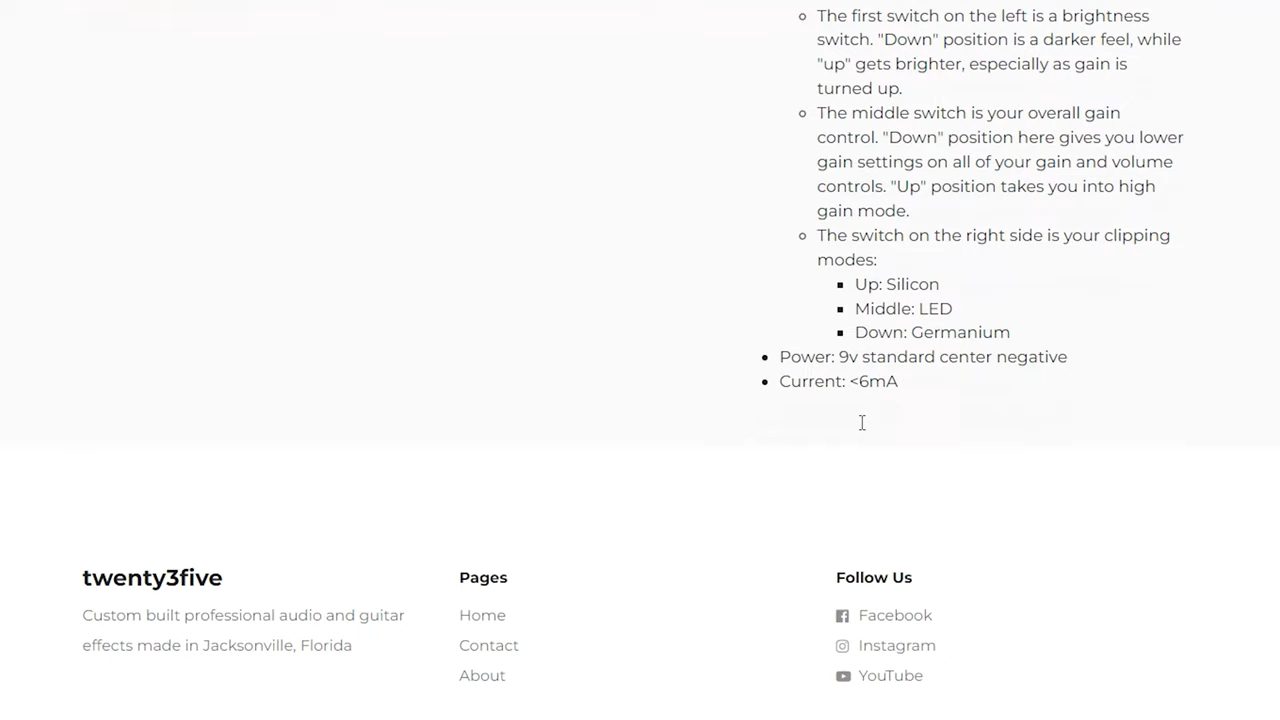 The first switch on the left is a brightness
switch. "Down" position is a darker feel, while
"up" gets brighter, especially as gain is
turned up.
The middle switch is your overall gain
control. "Down" position here gives you lower
gain settings on all of your gain and volume
controls. "Up" position takes you into high
gain mode.
The switch on the right side is your clipping
modes:
Up: Silicon
Middle: LED
Down: Germanium
Power: 9v standard center negative
Current: <6mA
twenty3five
Custom built professional audio and guitar
effects made in Jacksonville, Florida
Pages
Home
Contact
About
Follow Us
Facebook
Instagram
YouTube